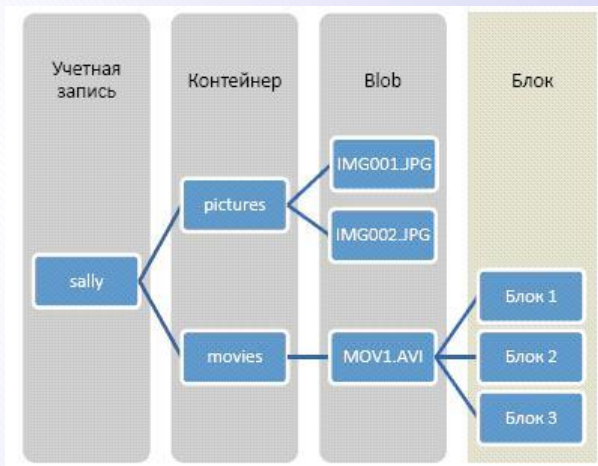 Учетная
запись
Контейнер
Blob
Блок
IMG001.JPG
pictures
IMG002.JPG
sally
Блок 1
movies
MOV1.AVI
Блок 2
Блок 3